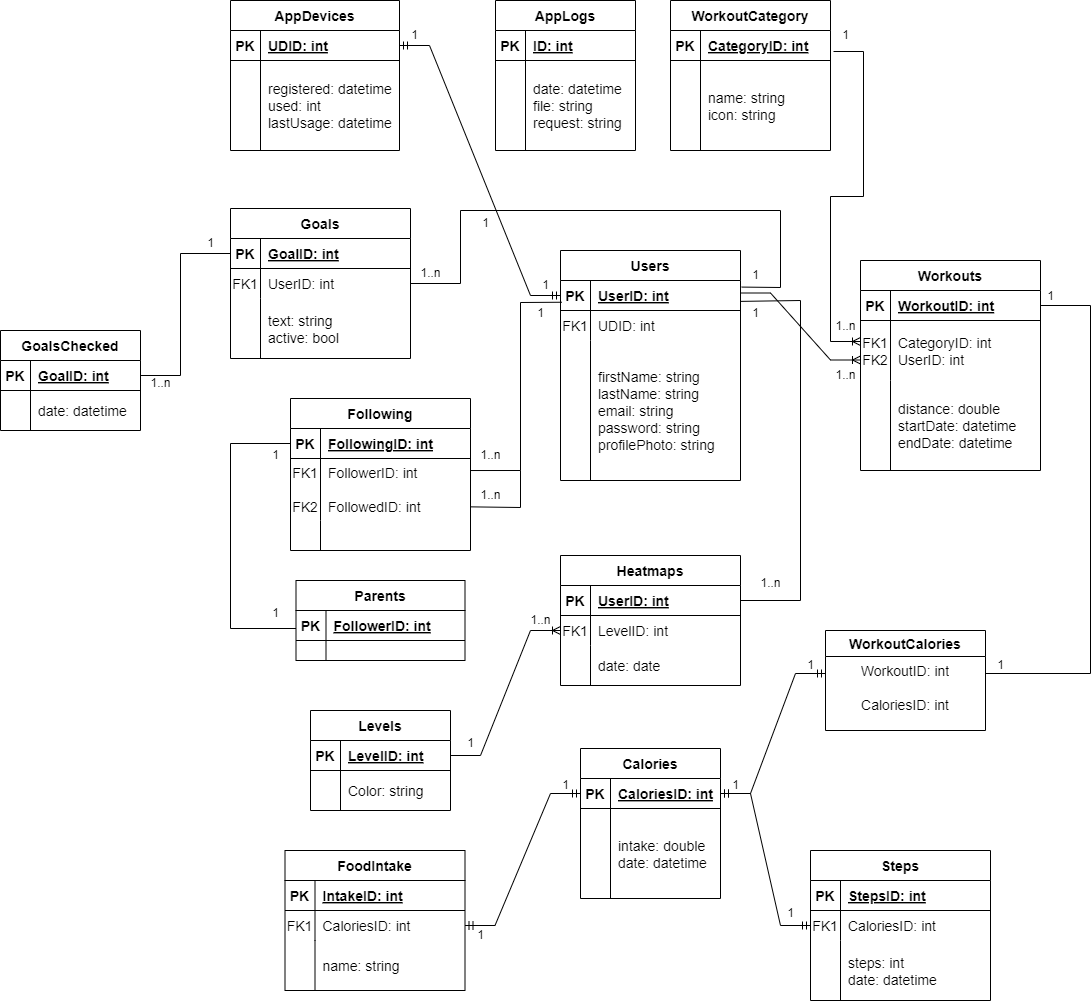 AppDevices
PK UDID: int
registered: datetime
used: int
lastUsage: datetime
1
AppLogs
PK ID: int
date: datetime
file: string
request: string
WorkoutCategory
PK CategoryID: int
name: string
icon: string
1
Goals
PK GoalID: int
FK1 UserID: int
text: string
active: bool
1
1..n
1
GoalsChecked
PK GoalID: int
date: datetime
1..n
Users
PK UserID: int
FK1 UDID: int
firstName: string
lastName: string
email: string
password: string
profilePhoto: string
1
1
1
1
Workouts
PK WorkoutID: int
FK1 CategoryID: int
FK2 UserID: int
distance: double
startDate: datetime
endDate: datetime
1..n
1..n
1
Following
PK FollowingID: int
FK1 FollowerID: int
FK2 FollowedID: int
1
1..n
1..n
Parents
PK FollowerID: int
1
Heatmaps
PK UserID: int
FK1 LevelID: int
date: date
1..n
1..n
WorkoutCalories
WorkoutID: int
CaloriesID: int
1
1
Levels
PK LevelID: int
Color: string
1
Calories
PK CaloriesID: int
intake: double
date: datetime
1
1
FoodIntake
PK IntakeID: int
FK1 CaloriesID: int
name: string
1
Steps
PK StepsID: int
FK1 CaloriesID: int
steps: int
date: datetime
1